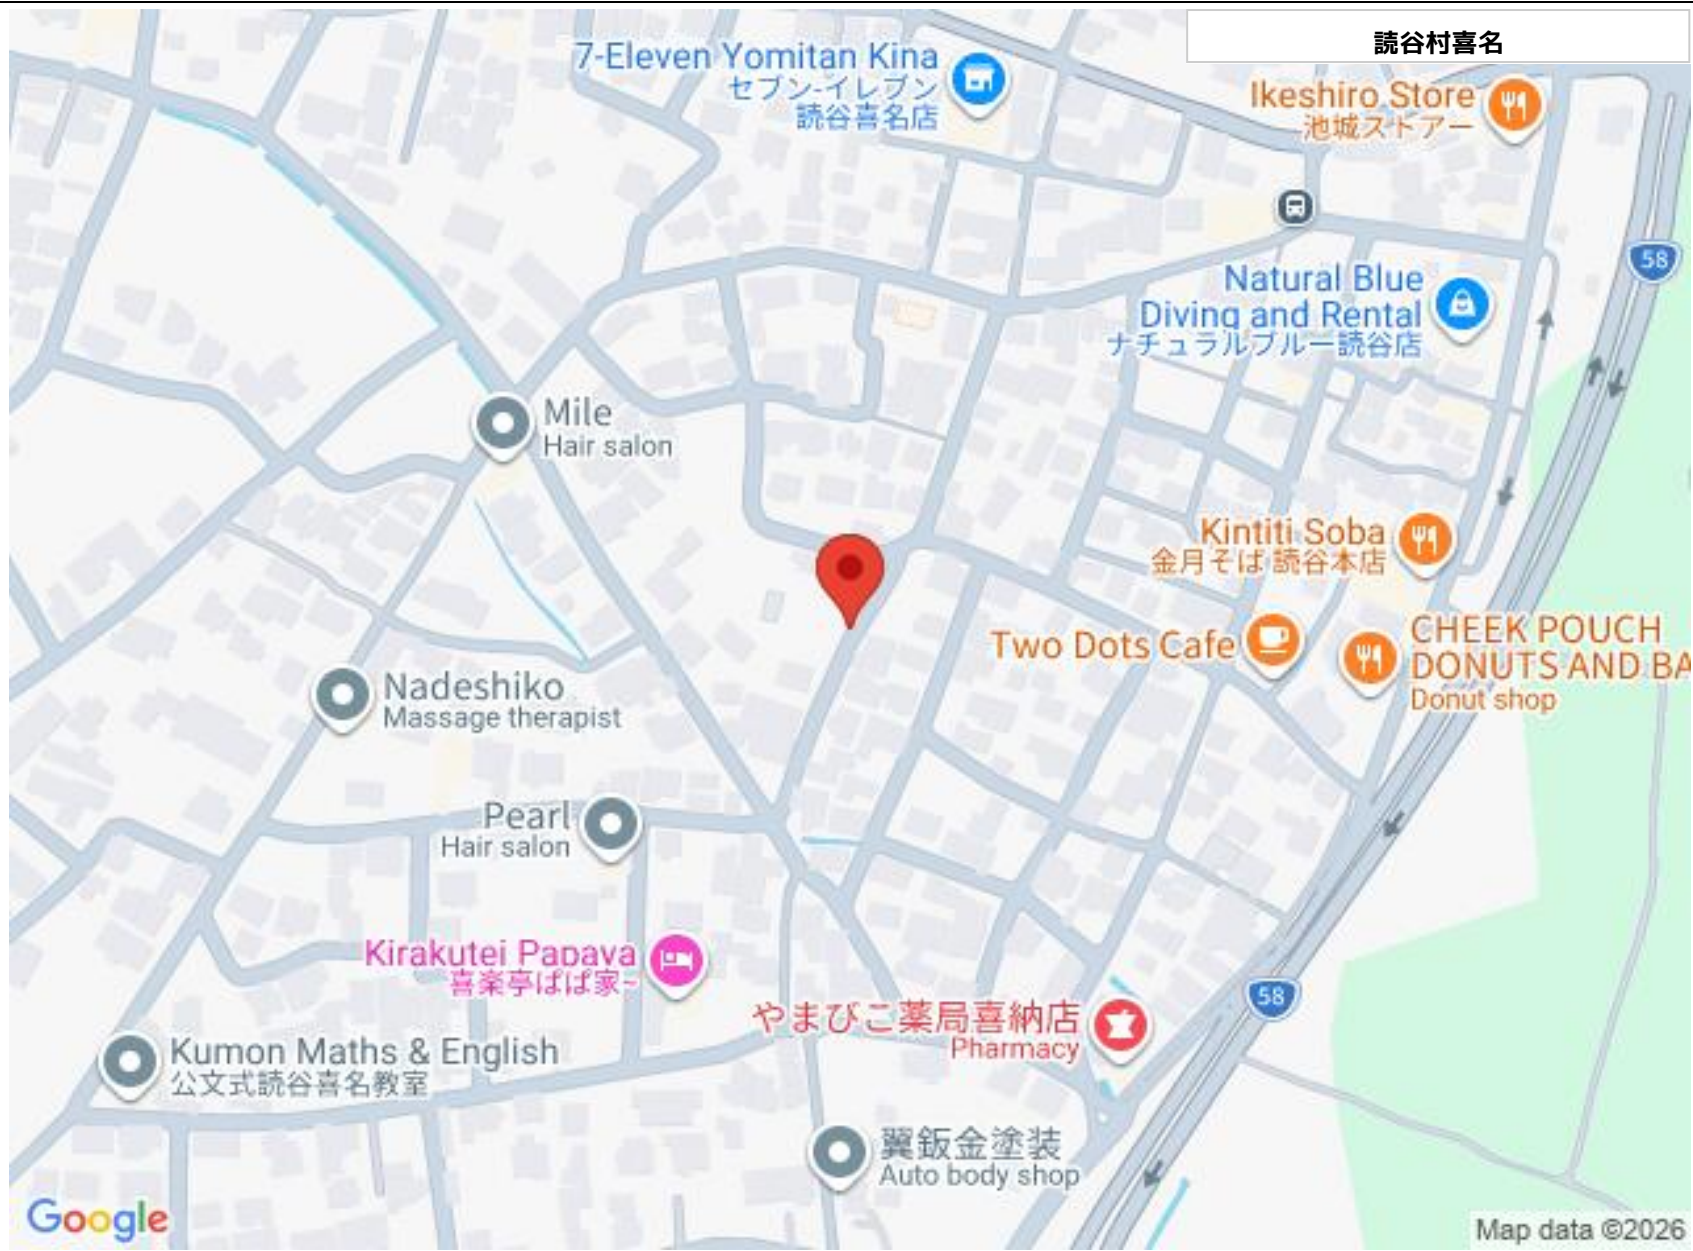 読谷村喜名
7-Eleven Yomitan Kina
セブン-イレブン
読谷喜名店
Ikeshiro Store
池城ストアー
58
Natural Blue
Diving and Rental
ナチュラルブルー読谷店
Mile
Hair salon
Kintiti Soba
金月そば 読谷本店
Two Dots Cafe
CHEEK POUCH
DONUTS AND BA
Donut shop
Nadeshiko
Massage therapist
Pearl
Hair salon
Kirakutei Papaya
喜楽亭ぱぱ家~
58
やまびこ薬局喜納店
Pharmacy
Kumon Maths & English
公文式読谷喜名教室
翼鈑金塗装
Auto body shop
Google
Map data ©2026